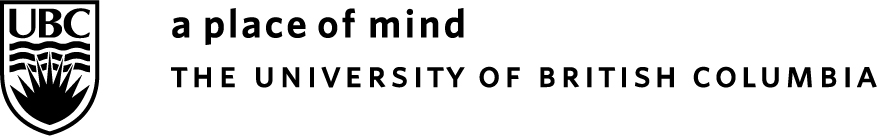 UBC
a place of mind
THE UNIVERSITY OF BRITISH COLUMBIA